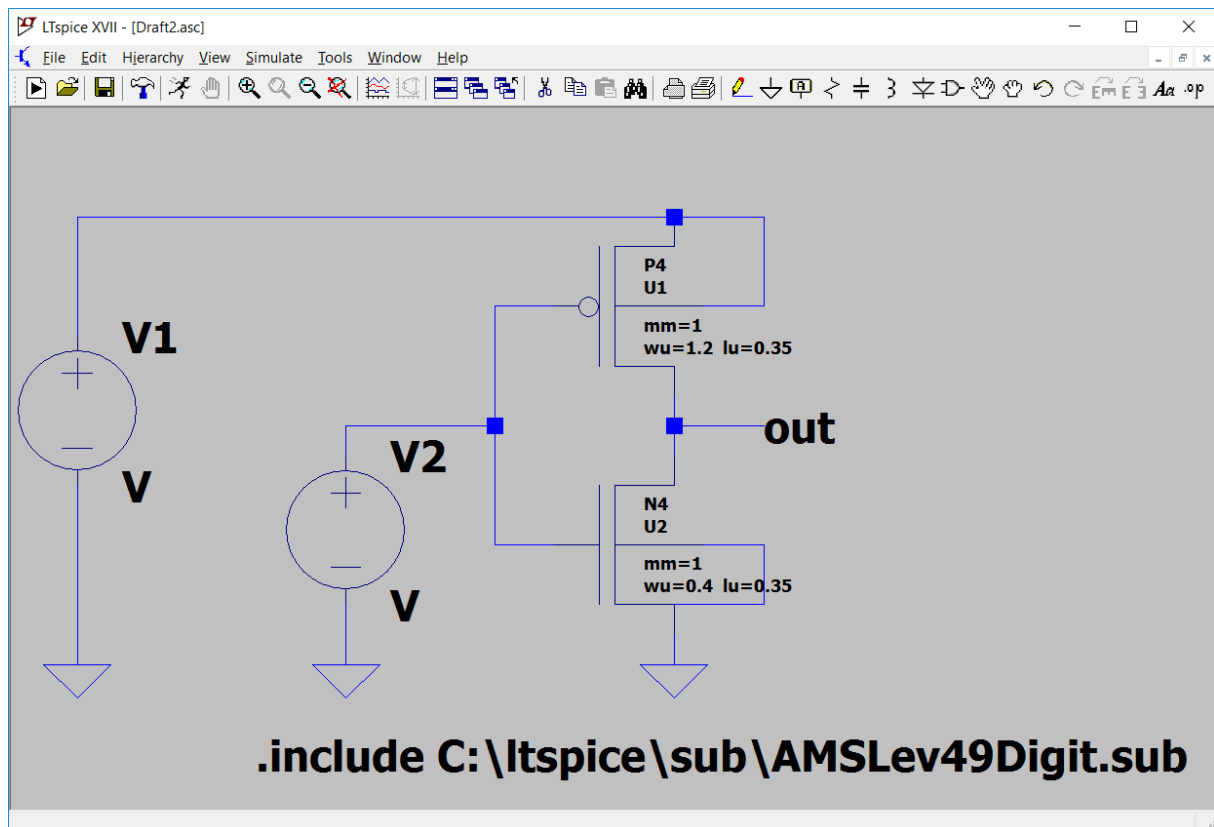 LTspice XVII - [Draft2.asc]
File Edit Hierarchy View Simulate Tools Window Help
Aa .op
V1
V
V2
V
P4
U1
mm=1
wu=1.2 lu=0.35
out
N4
U2
mm=1
wu=0.4 lu=0.35
.include C:\ltspice\sub\AMSLev49Digit.sub